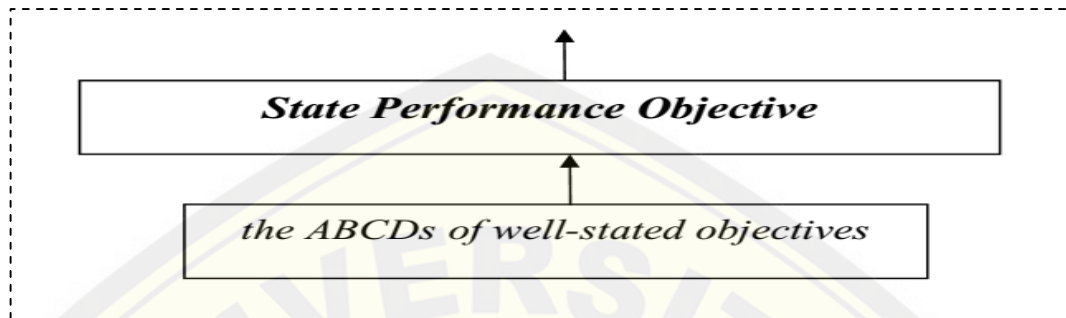 State Performance Objective
the ABCDs of well-stated objectives